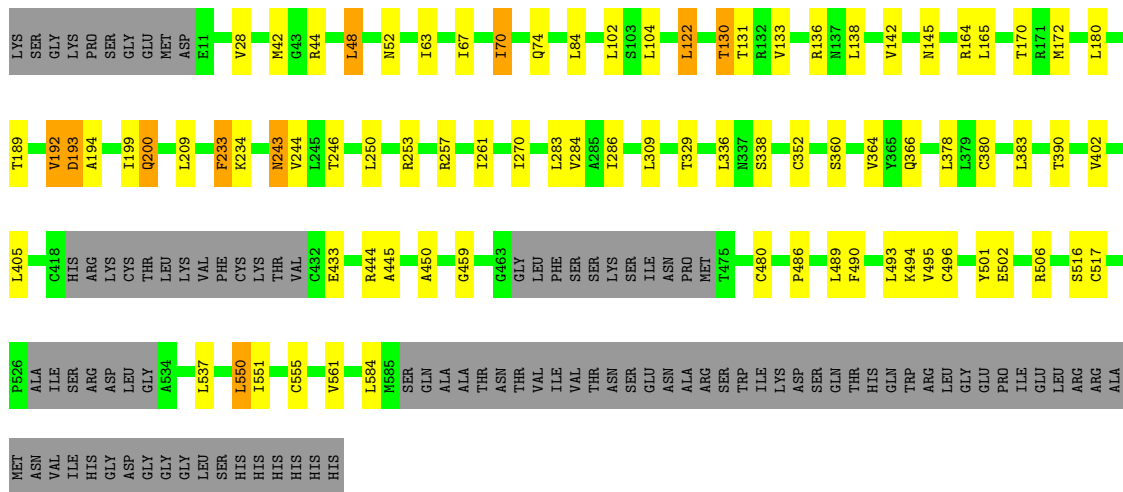 LYS SER GLY LYS PRO SER GLY GLU MET ASP E11 V28 M42 G43 R44 L48 N52 I63 I67 I70 Q74 L84 L102 S103 L104 L122 T130 T131 R132 V133 R136 N137 L138 V142 N145 R164 L165 T170 R171 M172 L180
T189 V192 D193 A194 I199 Q200 L209 F233 K234 N243 V244 L245 T246 L250 R253 R257 I261 I270 L283 V284 A285 I286 L309 T329 L336 N337 S338 C352 S360 V364 Y365 Q366 L378 L379 C380 L383 T390 V402
L405 C418 HIS ARG LYS CYS THR LEU LYS VAL PHE CYS LYS THR VAL C432 E433 R444 A445 A450 G459 G463 GLY LEU PHE SER SER LYS SER ILE ASN PRO MET T475 C480 P486 L489 F490 L493 K494 V495 C496 Y501 E502 R506 S516 C517
P526 ALA ILE SER ARG ASP LEU GLY A534 L537 L550 I551 C555 V561 L584 M585 SER GLN ALA ALA THR ASN THR VAL ILE VAL THR ASN SER GLU ASN ALA ARG SER TRP ILE LYS ASP SER GLN THR HIS GLN TRP ARG LEU GLY GLU PRO ILE GLU LEU ARG ARG ALA
MET ASN VAL ILE HIS GLY ASP GLY GLY LEU SER HIS HIS HIS HIS HIS HIS